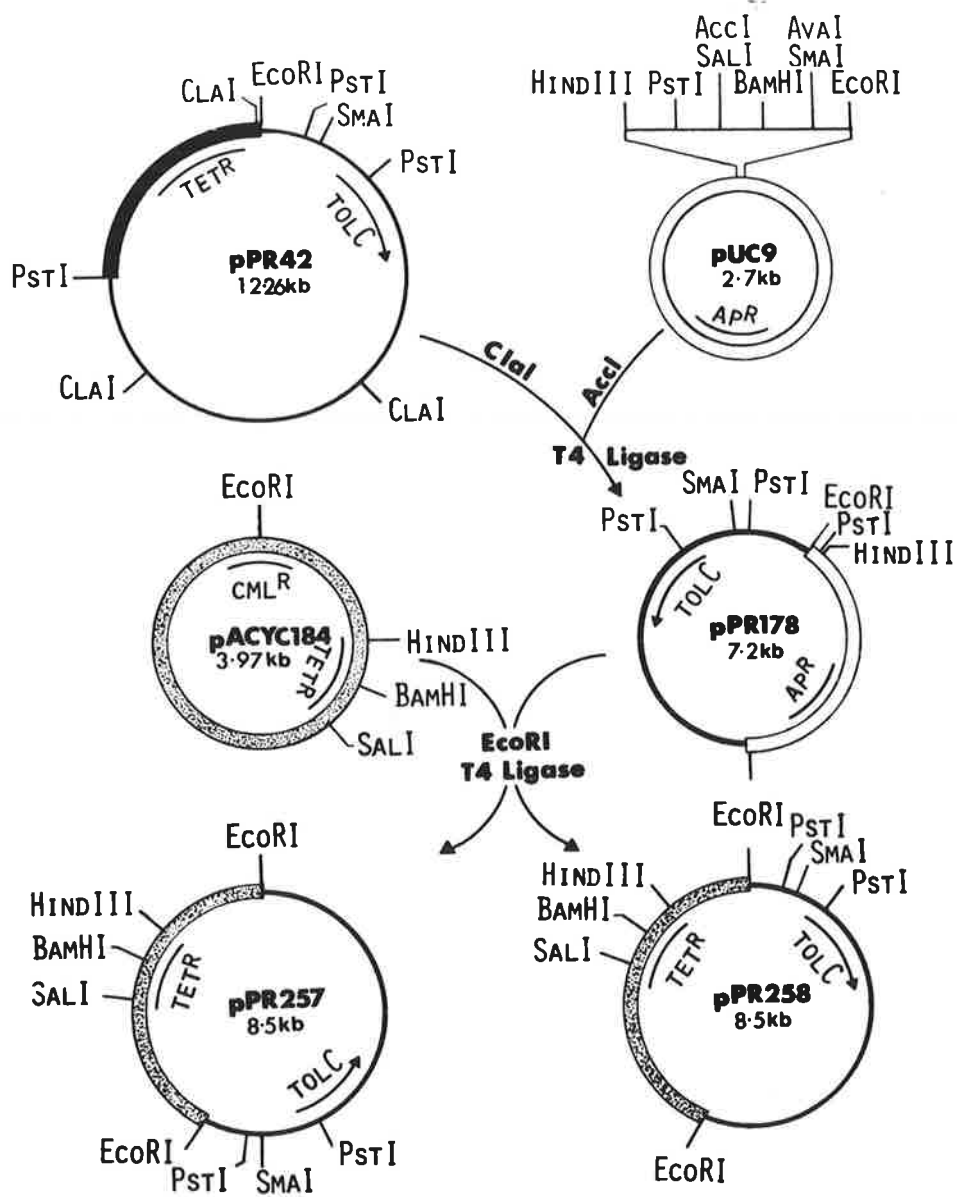 AccI AvaI
SalI SmaI
HindIII PstI BamHI EcoRI
ClaI EcoRI PstI
SmaI
PstI
TetR
TolC
PstI
pPR42
12·26kb
ClaI
ClaI
pUC9
2·7kb
ApR
ClaI
AccI
T4 Ligase
EcoRI
CmlR
pACYC184
3·97kb
TetR
HindIII
BamHI
SalI
SmaI PstI
PstI
EcoRI
PstI
HindIII
TolC
pPR178
7·2kb
ApR
EcoRI
EcoRI
T4 Ligase
EcoRI
HindIII
BamHI
SalI
TetR
pPR257
8·5kb
TolC
EcoRI
PstI
SmaI
PstI
EcoRI
PstI
SmaI
PstI
HindIII
BamHI
SalI
TetR
TolC
pPR258
8·5kb
EcoRI